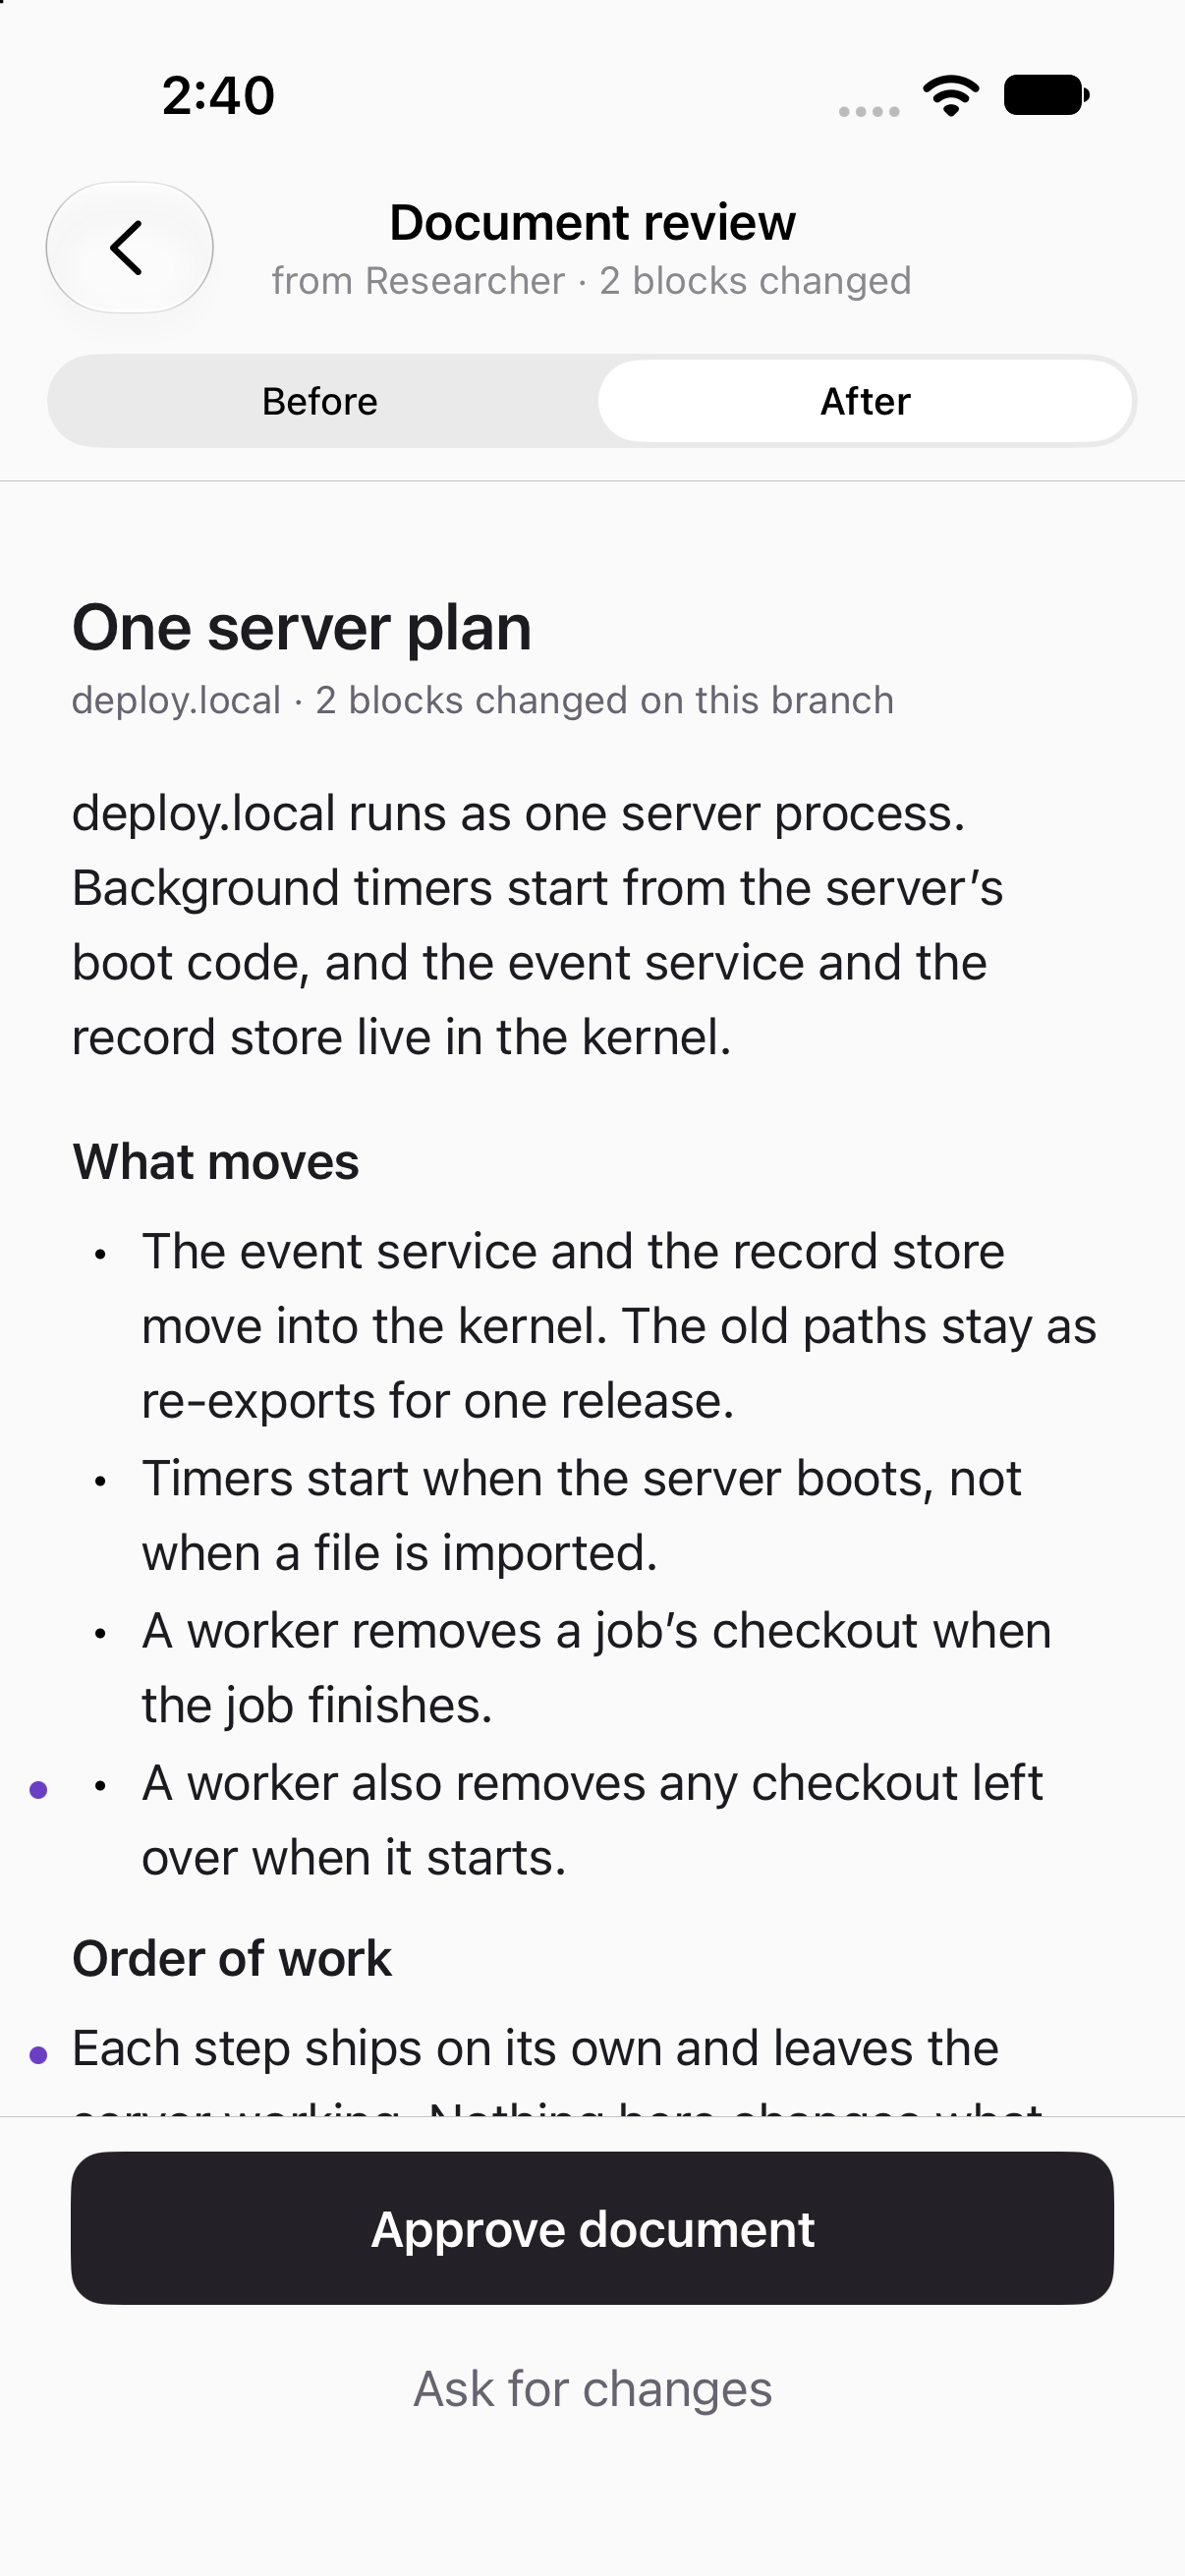 2:40
Document review
from Researcher · 2 blocks changed
Before
After
One server plan
deploy.local · 2 blocks changed on this branch
deploy.local runs as one server process.
Background timers start from the server’s
boot code, and the event service and the
record store live in the kernel.
What moves
• The event service and the record store
move into the kernel. The old paths stay as
re-exports for one release.
• Timers start when the server boots, not
when a file is imported.
• A worker removes a job’s checkout when
the job finishes.
• A worker also removes any checkout left
over when it starts.
Order of work
Each step ships on its own and leaves the
server working. Nothing here changes what
Approve document
Ask for changes